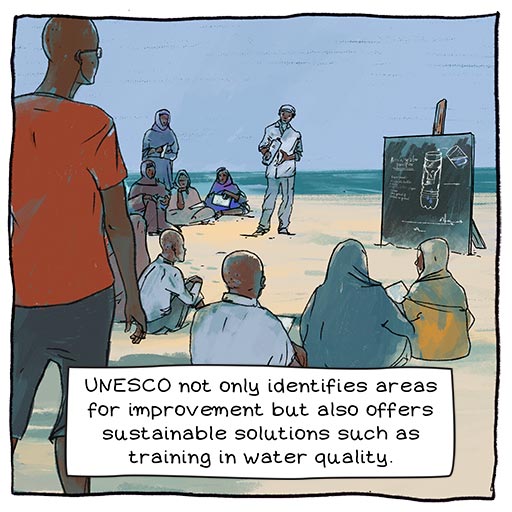 UNESCO not only identifies areas
for improvement but also offers
sustainable solutions such as
training in water quality.